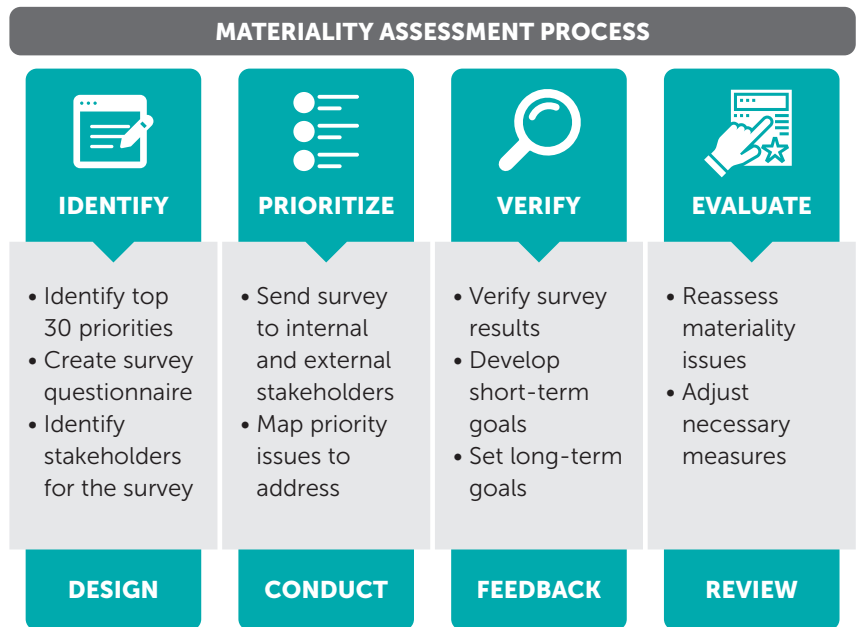 MATERIALITY ASSESSMENT PROCESS
IDENTIFY
• Identify top
30 priorities
• Create survey
questionnaire
• Identify
stakeholders
for the survey
DESIGN
PRIORITIZE
• Send survey
to internal
and external
stakeholders
• Map priority
issues to
address
CONDUCT
VERIFY
• Verify survey
results
• Develop
short-term
goals
• Set long-term
goals
FEEDBACK
EVALUATE
• Reassess
materiality
issues
• Adjust
necessary
measures
REVIEW